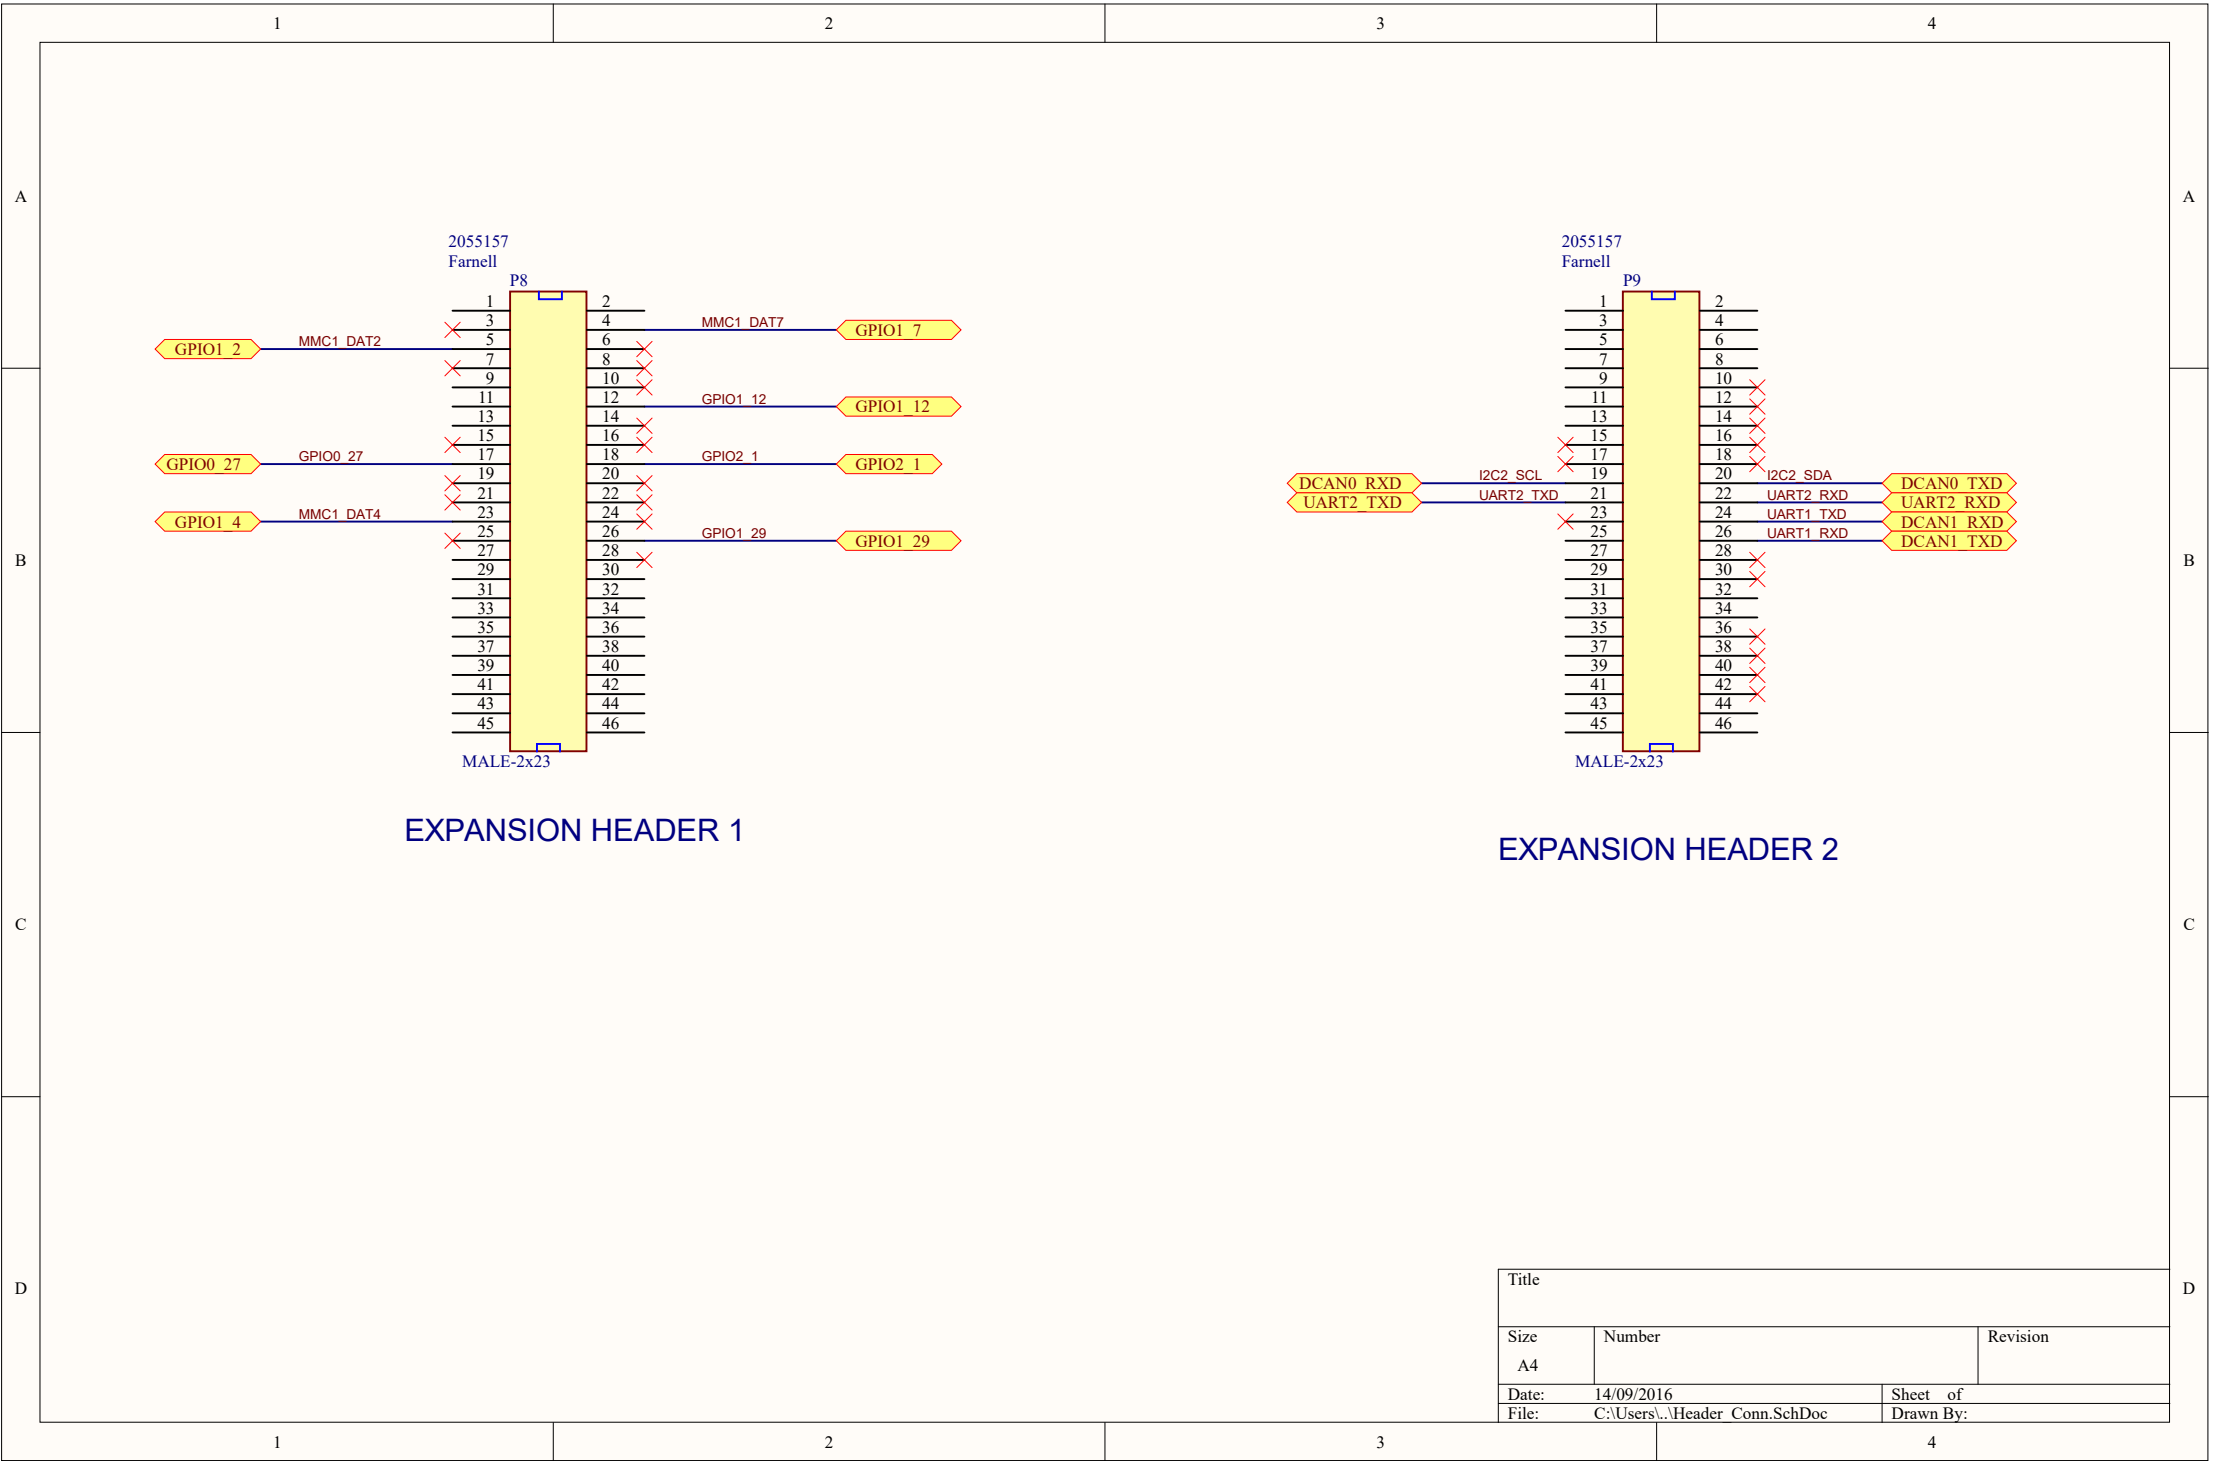 1 2 3 4
A A
2055157 2055157
Farnell Farnell
P8 P9
1 2 1 2
3 4 MMC1_DAT7 GPIO1_7 3 4
GPIO1_2 MMC1_DAT2 5 6 5 6
7 8 7 8
9 10 9 10
11 12 GPIO1_12 GPIO1_12 11 12
13 14 13 14
15 16 15 16
GPIO0_27 GPIO0_27 17 18 GPIO2_1 GPIO2_1 17 18
19 20 DCAN0_RXD I2C2_SCL 19 20 I2C2_SDA DCAN0_TXD
21 22 UART2_TXD UART2_TXD 21 22 UART2_RXD UART2_RXD
GPIO1_4 MMC1_DAT4 23 24 23 24 UART1_TXD DCAN1_RXD
25 26 GPIO1_29 GPIO1_29 25 26 UART1_RXD DCAN1_TXD
B 27 28 27 28 B
29 30 29 30
31 32 31 32
33 34 33 34
35 36 35 36
37 38 37 38
39 40 39 40
41 42 41 42
43 44 43 44
45 46 45 46
MALE-2x23 MALE-2x23
EXPANSION HEADER 1
EXPANSION HEADER 2
C C
D D
Title
Size Number Revision
A4
Date: 14/09/2016 Sheet of
File: C:\Users\..\Header_Conn.SchDoc Drawn By:
1 2 3 4